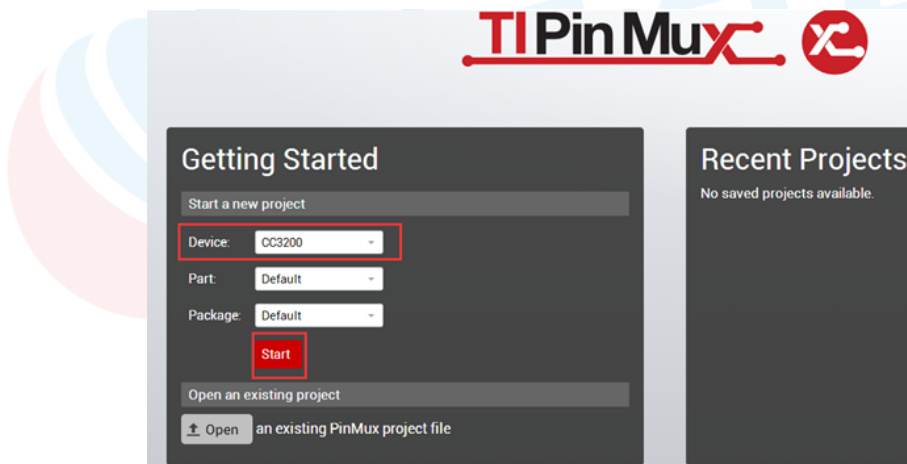 TI Pin Mux
Getting Started
Start a new project
Device: CC3200
Part: Default
Package: Default
Start
Open an existing project
Open an existing PinMux project file
Recent Projects
No saved projects available.